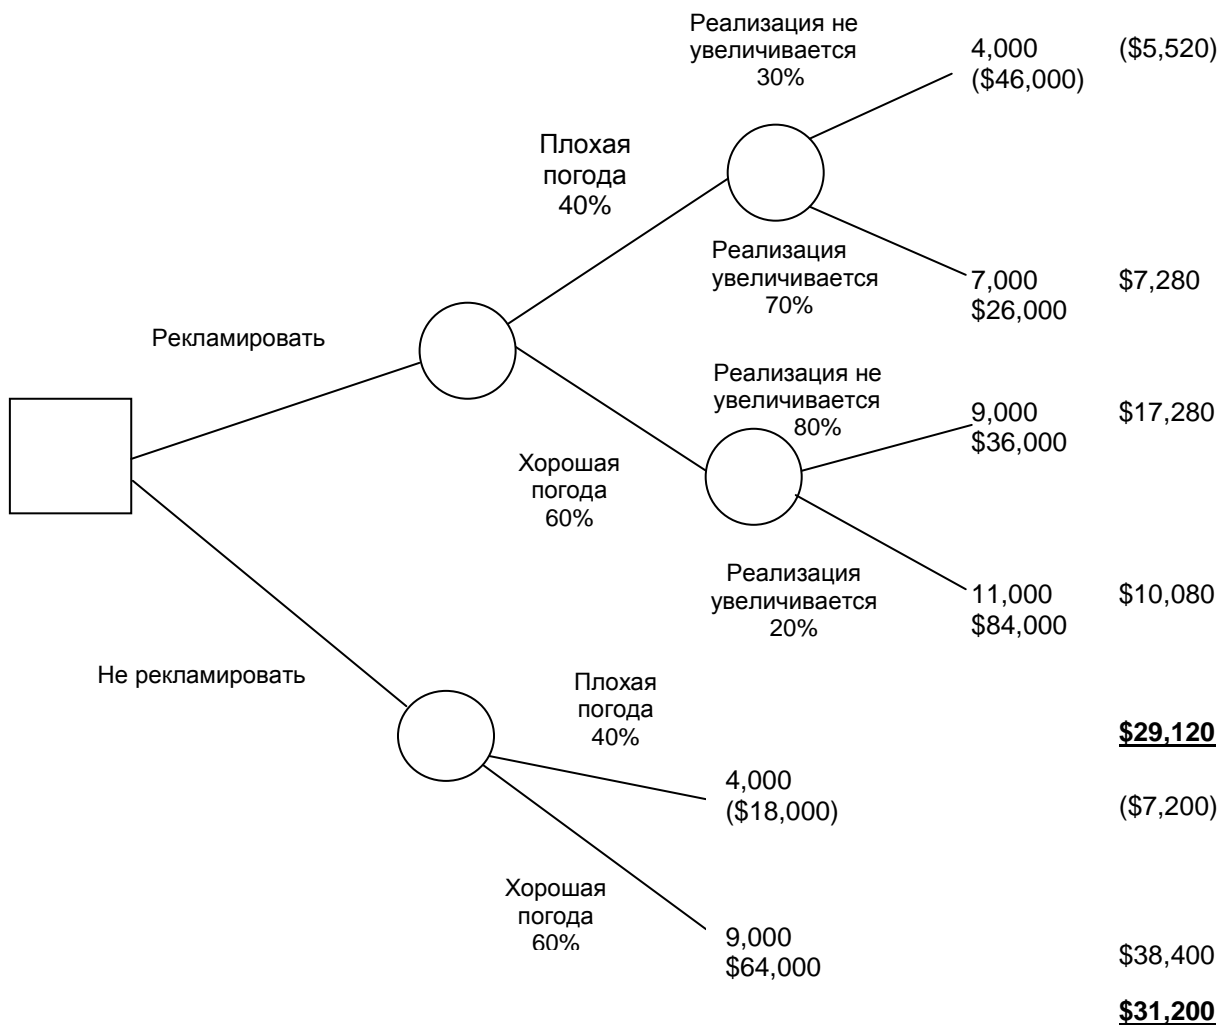 Реализация не
увеличивается
30%
4,000
($46,000)
($5,520)
Плохая
погода
40%
Реализация
увеличивается
70%
7,000
$26,000
$7,280
Рекламировать
Реализация не
увеличивается
80%
9,000
$36,000
$17,280
Хорошая
погода
60%
Реализация
увеличивается
20%
11,000
$84,000
$10,080
Не рекламировать
Плохая
погода
40%
$29,120
4,000
($18,000)
($7,200)
Хорошая
погода
60%
9,000
$64,000
$38,400
$31,200